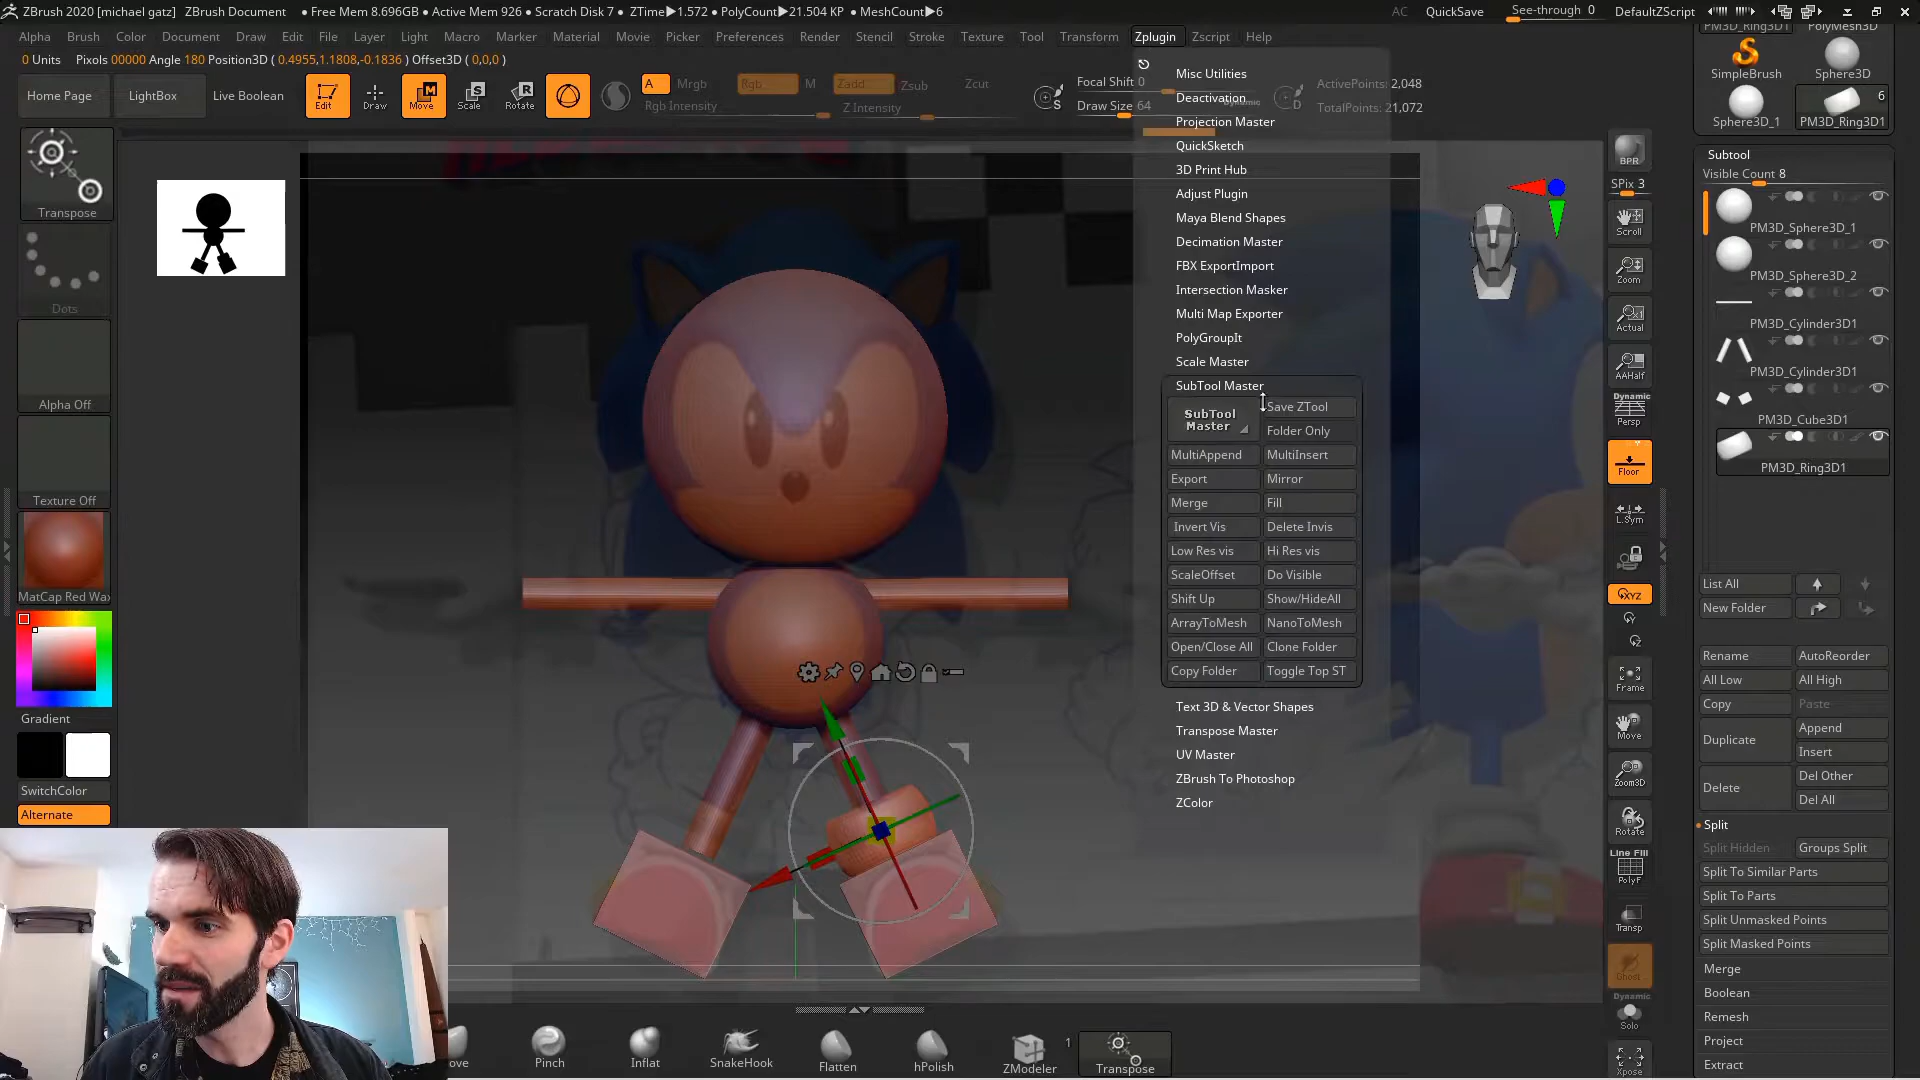 ZBrush 2020 [michael gatz] ZBrush Document ● Free Mem 8.696GB ● Active Mem 926 ● Scratch Disk 7 ● ZTime▶1.572 ● PolyCount▶21.504 KP ● MeshCount▶6 AC QuickSave See-through 0 DefaultZScript
Alpha Brush Color Document Draw Edit File Layer Light Macro Marker Material Movie Picker Preferences Render Stencil Stroke Texture Tool Transform Zplugin Zscript Help
0 Units Pixols 00000 Angle 180 Position3D ( 0.4955,1.1808,-0.1836 ) Offset3D ( 0,0,0 )
Home Page LightBox Live Boolean
Edit Draw Move Scale Rotate
A Mrgb Rgb M Zadd Zsub Zcut
Rgb Intensity Z Intensity
Focal Shift 0
Draw Size 64 Dynamic
ActivePoints: 2,048
TotalPoints: 21,072
Transpose
Dots
Alpha Off
Texture Off
MatCap Red Wax
Gradient
SwitchColor
Alternate
Misc Utilities
Deactivation
Projection Master
QuickSketch
3D Print Hub
Adjust Plugin
Maya Blend Shapes
Decimation Master
FBX ExportImport
Intersection Masker
Multi Map Exporter
PolyGroupIt
Scale Master
SubTool Master
SubTool Master Save ZTool
Folder Only
MultiAppend MultiInsert
Export Mirror
Merge Fill
Invert Vis Delete Invis
Low Res vis Hi Res vis
ScaleOffset Do Visible
Shift Up Show/HideAll
ArrayToMesh NanoToMesh
Open/Close All Clone Folder
Copy Folder Toggle Top ST
Text 3D & Vector Shapes
Transpose Master
UV Master
ZBrush To Photoshop
ZColor
BPR
SPix 3
Scroll
Zoom
Actual
AAHalf
Dynamic
Persp
Floor
L.Sym
XYZ
Frame
Move
Zoom3D
Rotate
Line Fill
PolyF
Transp
Ghost
Dynamic
Solo
Xpose
PM3D_Ring3D1 PolyMesh3D
SimpleBrush Sphere3D
6
Sphere3D_1 PM3D_Ring3D1
Subtool
Visible Count 8
PM3D_Sphere3D_1
PM3D_Sphere3D_2
PM3D_Cylinder3D1
PM3D_Cylinder3D1
PM3D_Cube3D1
PM3D_Ring3D1
List All
New Folder
Rename AutoReorder
All Low All High
Copy Paste
Duplicate Append
Insert
Delete Del Other
Del All
Split
Split Hidden Groups Split
Split To Similar Parts
Split To Parts
Split Unmasked Points
Split Masked Points
Merge
Boolean
Remesh
Project
Extract
Pinch Inflat SnakeHook Flatten hPolish ZModeler 1 Transpose